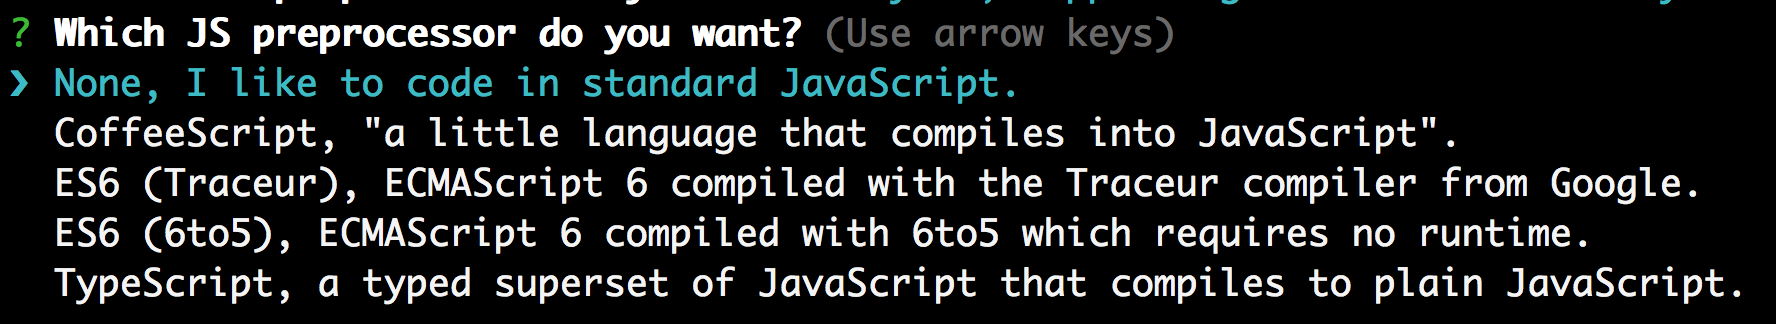 ? Which JS preprocessor do you want? (Use arrow keys)
❯ None, I like to code in standard JavaScript.
CoffeeScript, "a little language that compiles into JavaScript".
ES6 (Traceur), ECMAScript 6 compiled with the Traceur compiler from Google.
ES6 (6to5), ECMAScript 6 compiled with 6to5 which requires no runtime.
TypeScript, a typed superset of JavaScript that compiles to plain JavaScript.